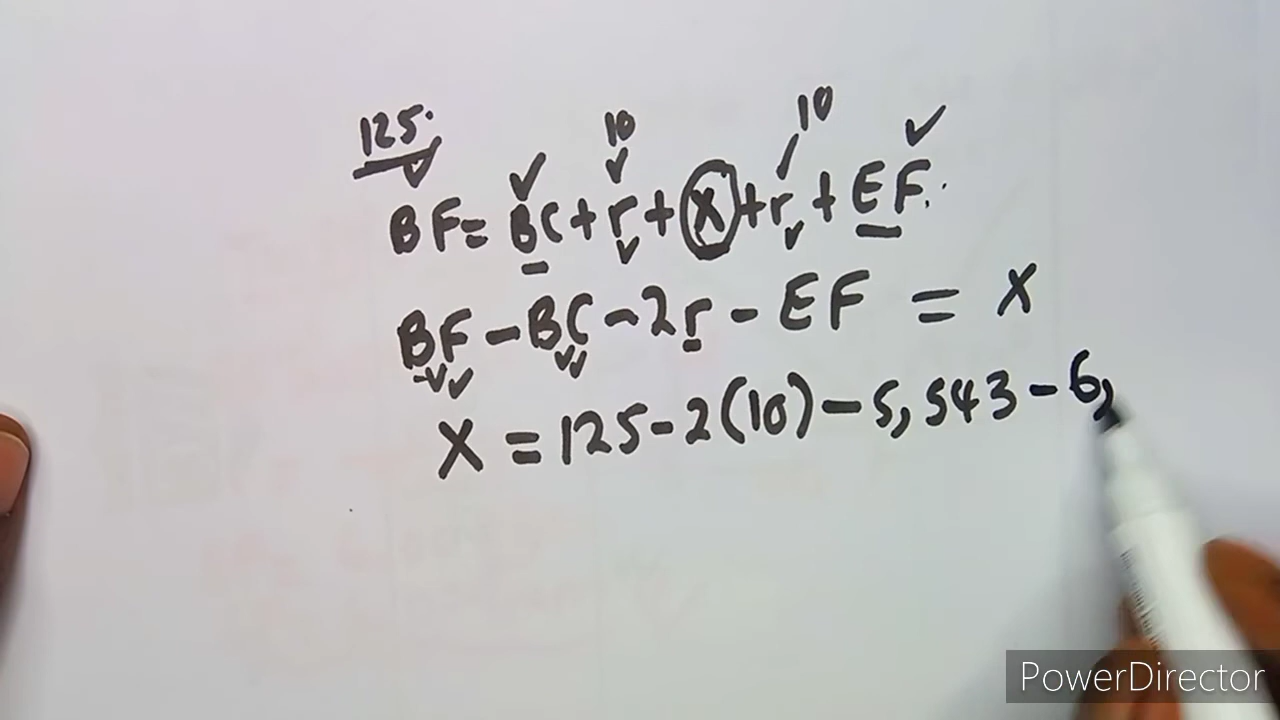 125.
10
10
BF = BC + r + X + r + EF.
BF - BC - 2r - EF = X
X = 125 - 2(10) - 5,543 - 6,
PowerDirector